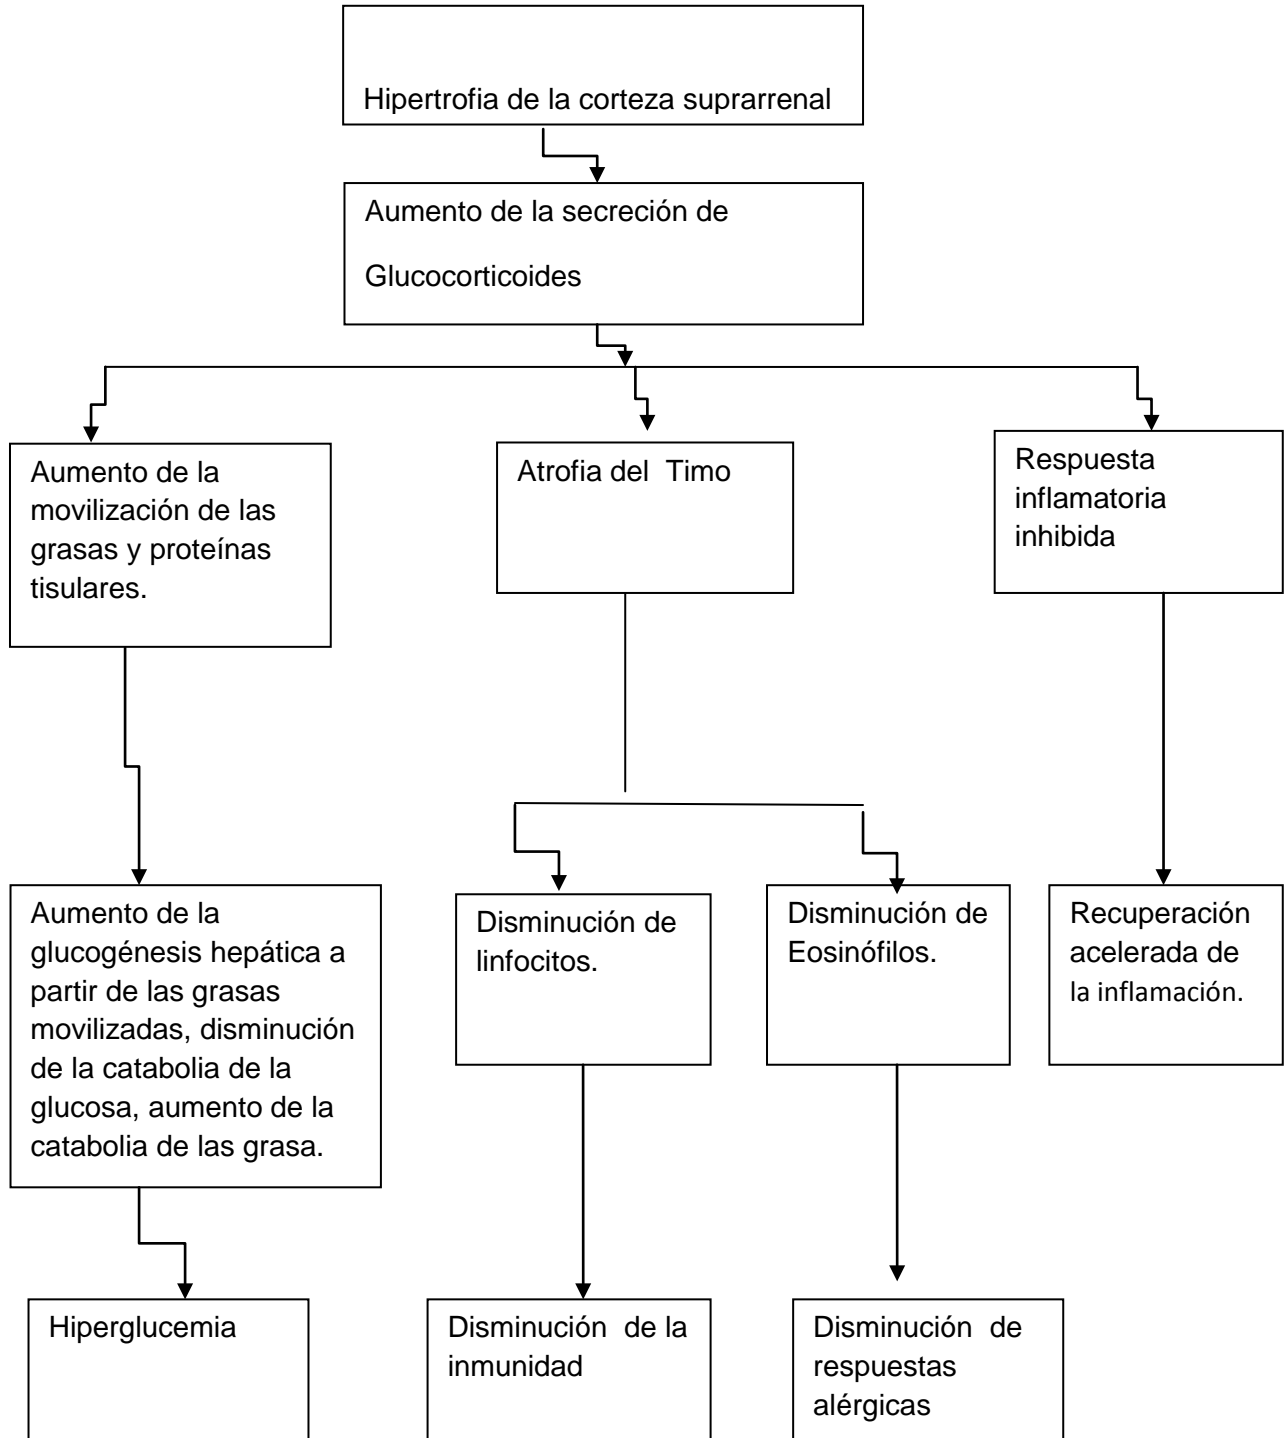 Hipertrofia de la corteza suprarrenal
Aumento de la secreción de
Glucocorticoides
Aumento de la
movilización de las
grasas y proteínas
tisulares.
Atrofia del  Timo
Respuesta
inflamatoria
inhibida
Aumento de la
glucogénesis hepática a
partir de las grasas
movilizadas, disminución
de la catabolia de la
glucosa, aumento de la
catabolia de las grasa.
Disminución de
linfocitos.
Disminución de
Eosinófilos.
Recuperación
acelerada de
la inflamación.
Hiperglucemia
Disminución  de la
inmunidad
Disminución  de
respuestas
alérgicas